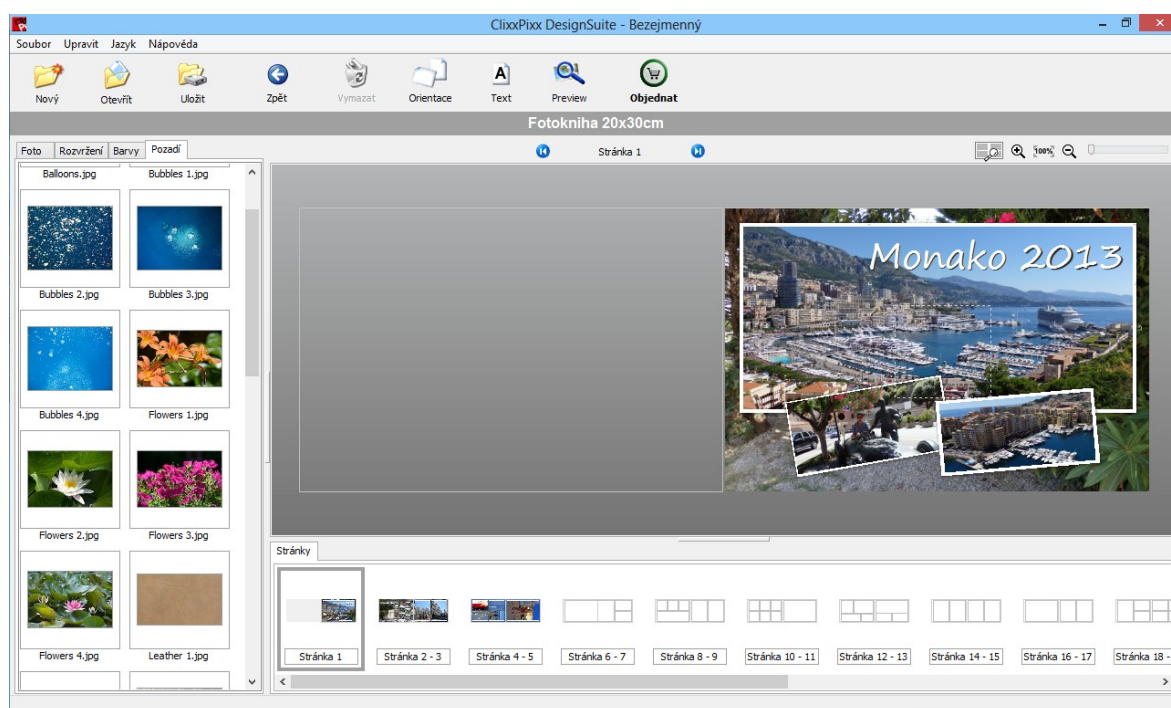 ClixxPixx DesignSuite - Bezejmenný
Soubor Upravit Jazyk Nápověda
Nový Otevřít Uložit Zpět Vymazat Orientace Text Preview Objednat
Fotokniha 20x30cm
Foto Rozvržení Barvy Pozadí
Stránka 1
100%
Balloons.jpg Bubbles 1.jpg
Bubbles 2.jpg Bubbles 3.jpg
Bubbles 4.jpg Flowers 1.jpg
Flowers 2.jpg Flowers 3.jpg
Flowers 4.jpg Leather 1.jpg
Monako 2013
Stránky
Stránka 1 Stránka 2 - 3 Stránka 4 - 5 Stránka 6 - 7 Stránka 8 - 9 Stránka 10 - 11 Stránka 12 - 13 Stránka 14 - 15 Stránka 16 - 17 Stránka 18 -